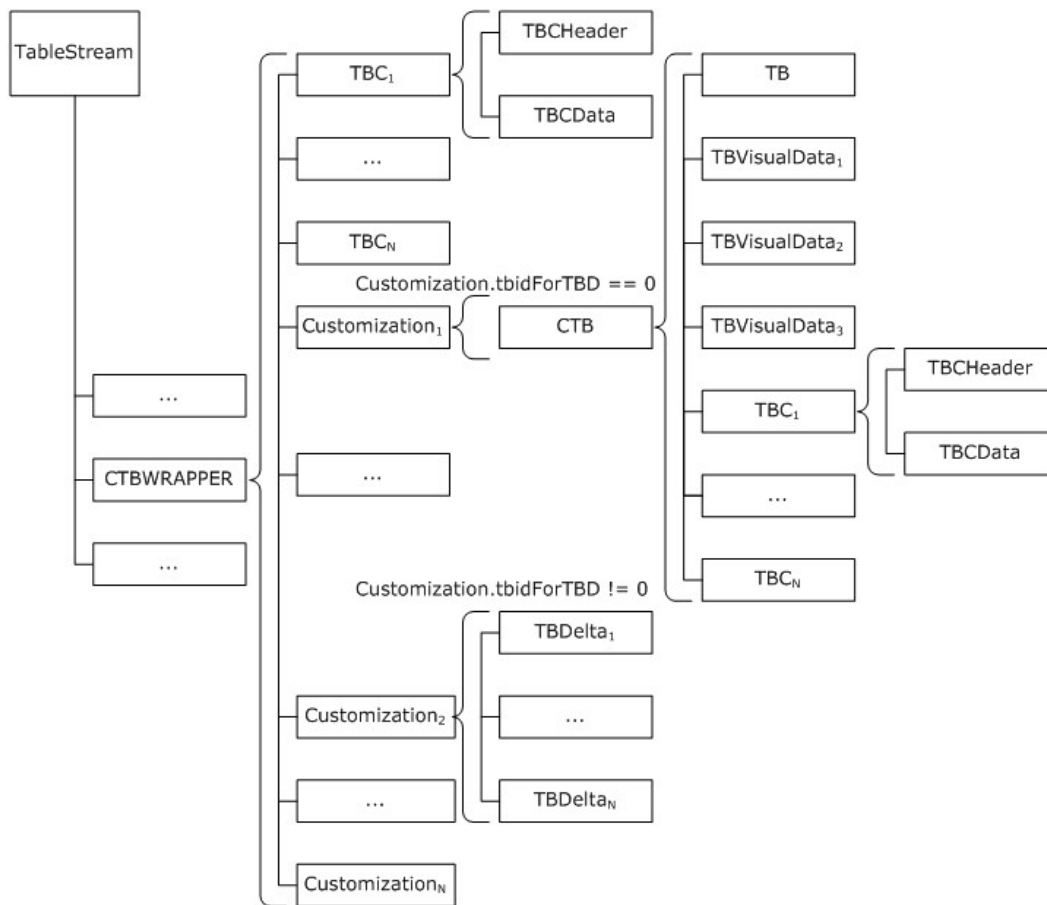 TableStream
TBC₁
TBCHeader
TBCData
...
TBCN
Customization.tbidForTBD == 0
Customization₁
CTB
TB
TBVisualData₁
TBVisualData₂
TBVisualData₃
TBC₁
TBCHeader
TBCData
...
TBCN
...
CTBWRAPPER
...
...
Customization.tbidForTBD != 0
Customization₂
TBDelta₁
...
TBDeltaN
...
CustomizationN